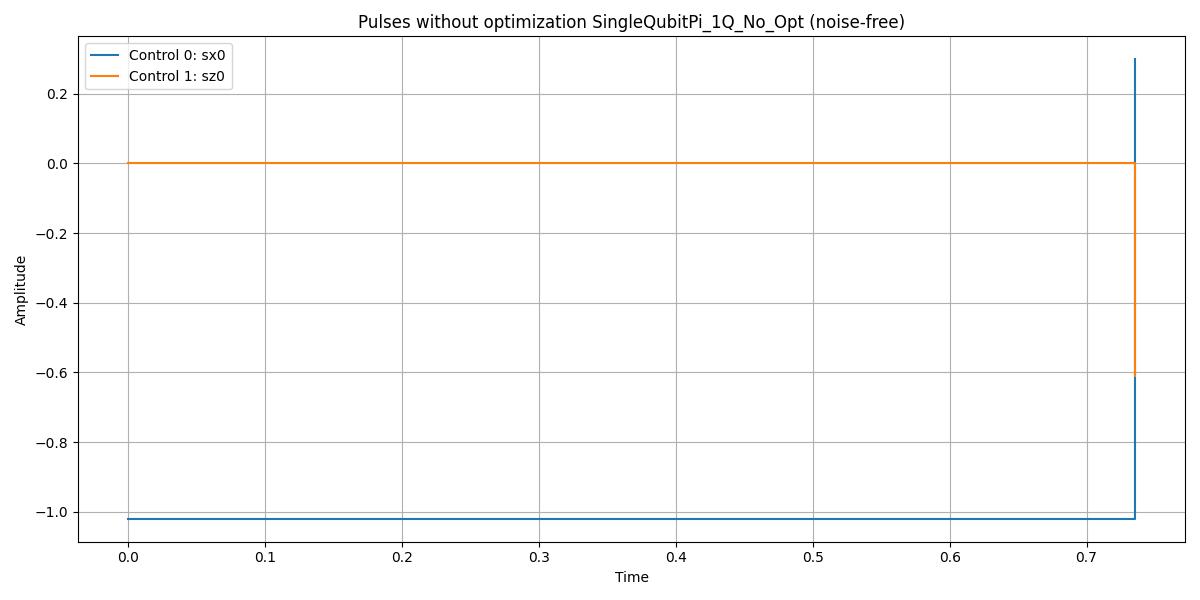 Pulses without optimization SingleQubitPi_1Q_No_Opt (noise-free)
Control 0: sx0
Control 1: sz0
Amplitude
0.2
0.0
−0.2
−0.4
−0.6
−0.8
−1.0
0.0 0.1 0.2 0.3 0.4 0.5 0.6 0.7
Time